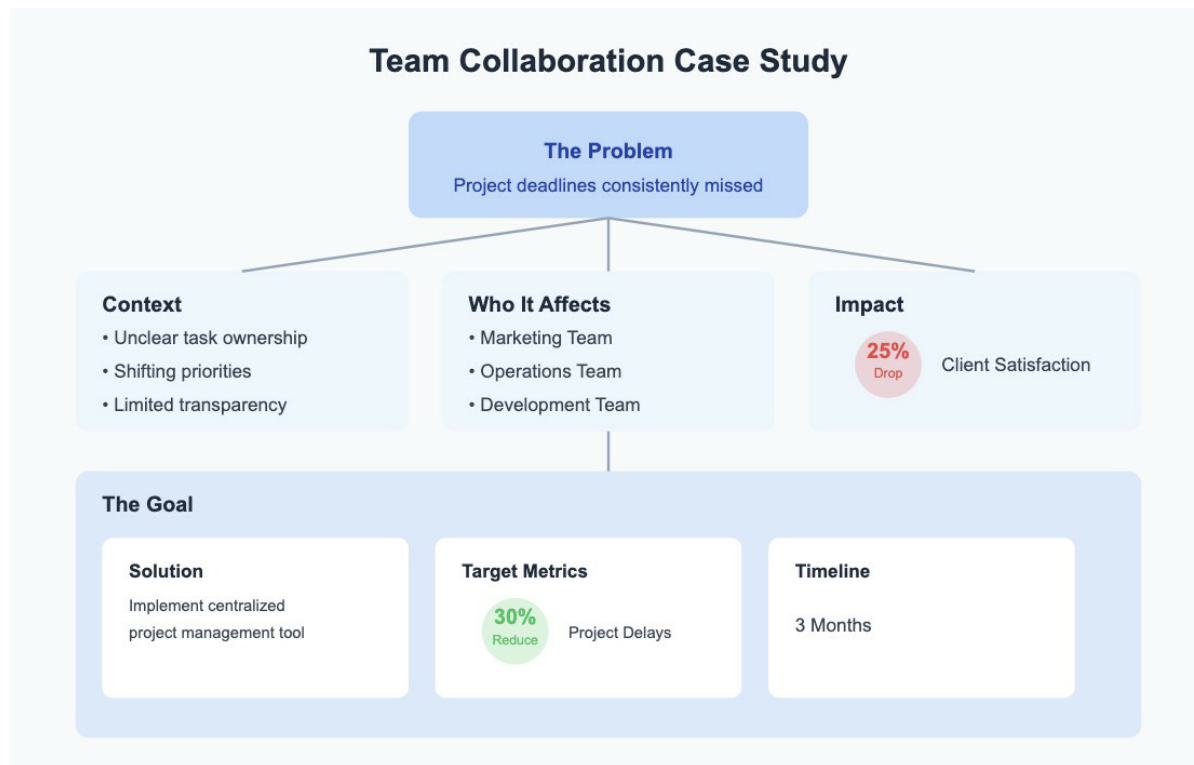 Team Collaboration Case Study
The Problem
Project deadlines consistently missed
Context
• Unclear task ownership
• Shifting priorities
• Limited transparency
Who It Affects
• Marketing Team
• Operations Team
• Development Team
Impact
25%
Drop
Client Satisfaction
The Goal
Solution
Implement centralized
project management tool
Target Metrics
30%
Reduce
Project Delays
Timeline
3 Months